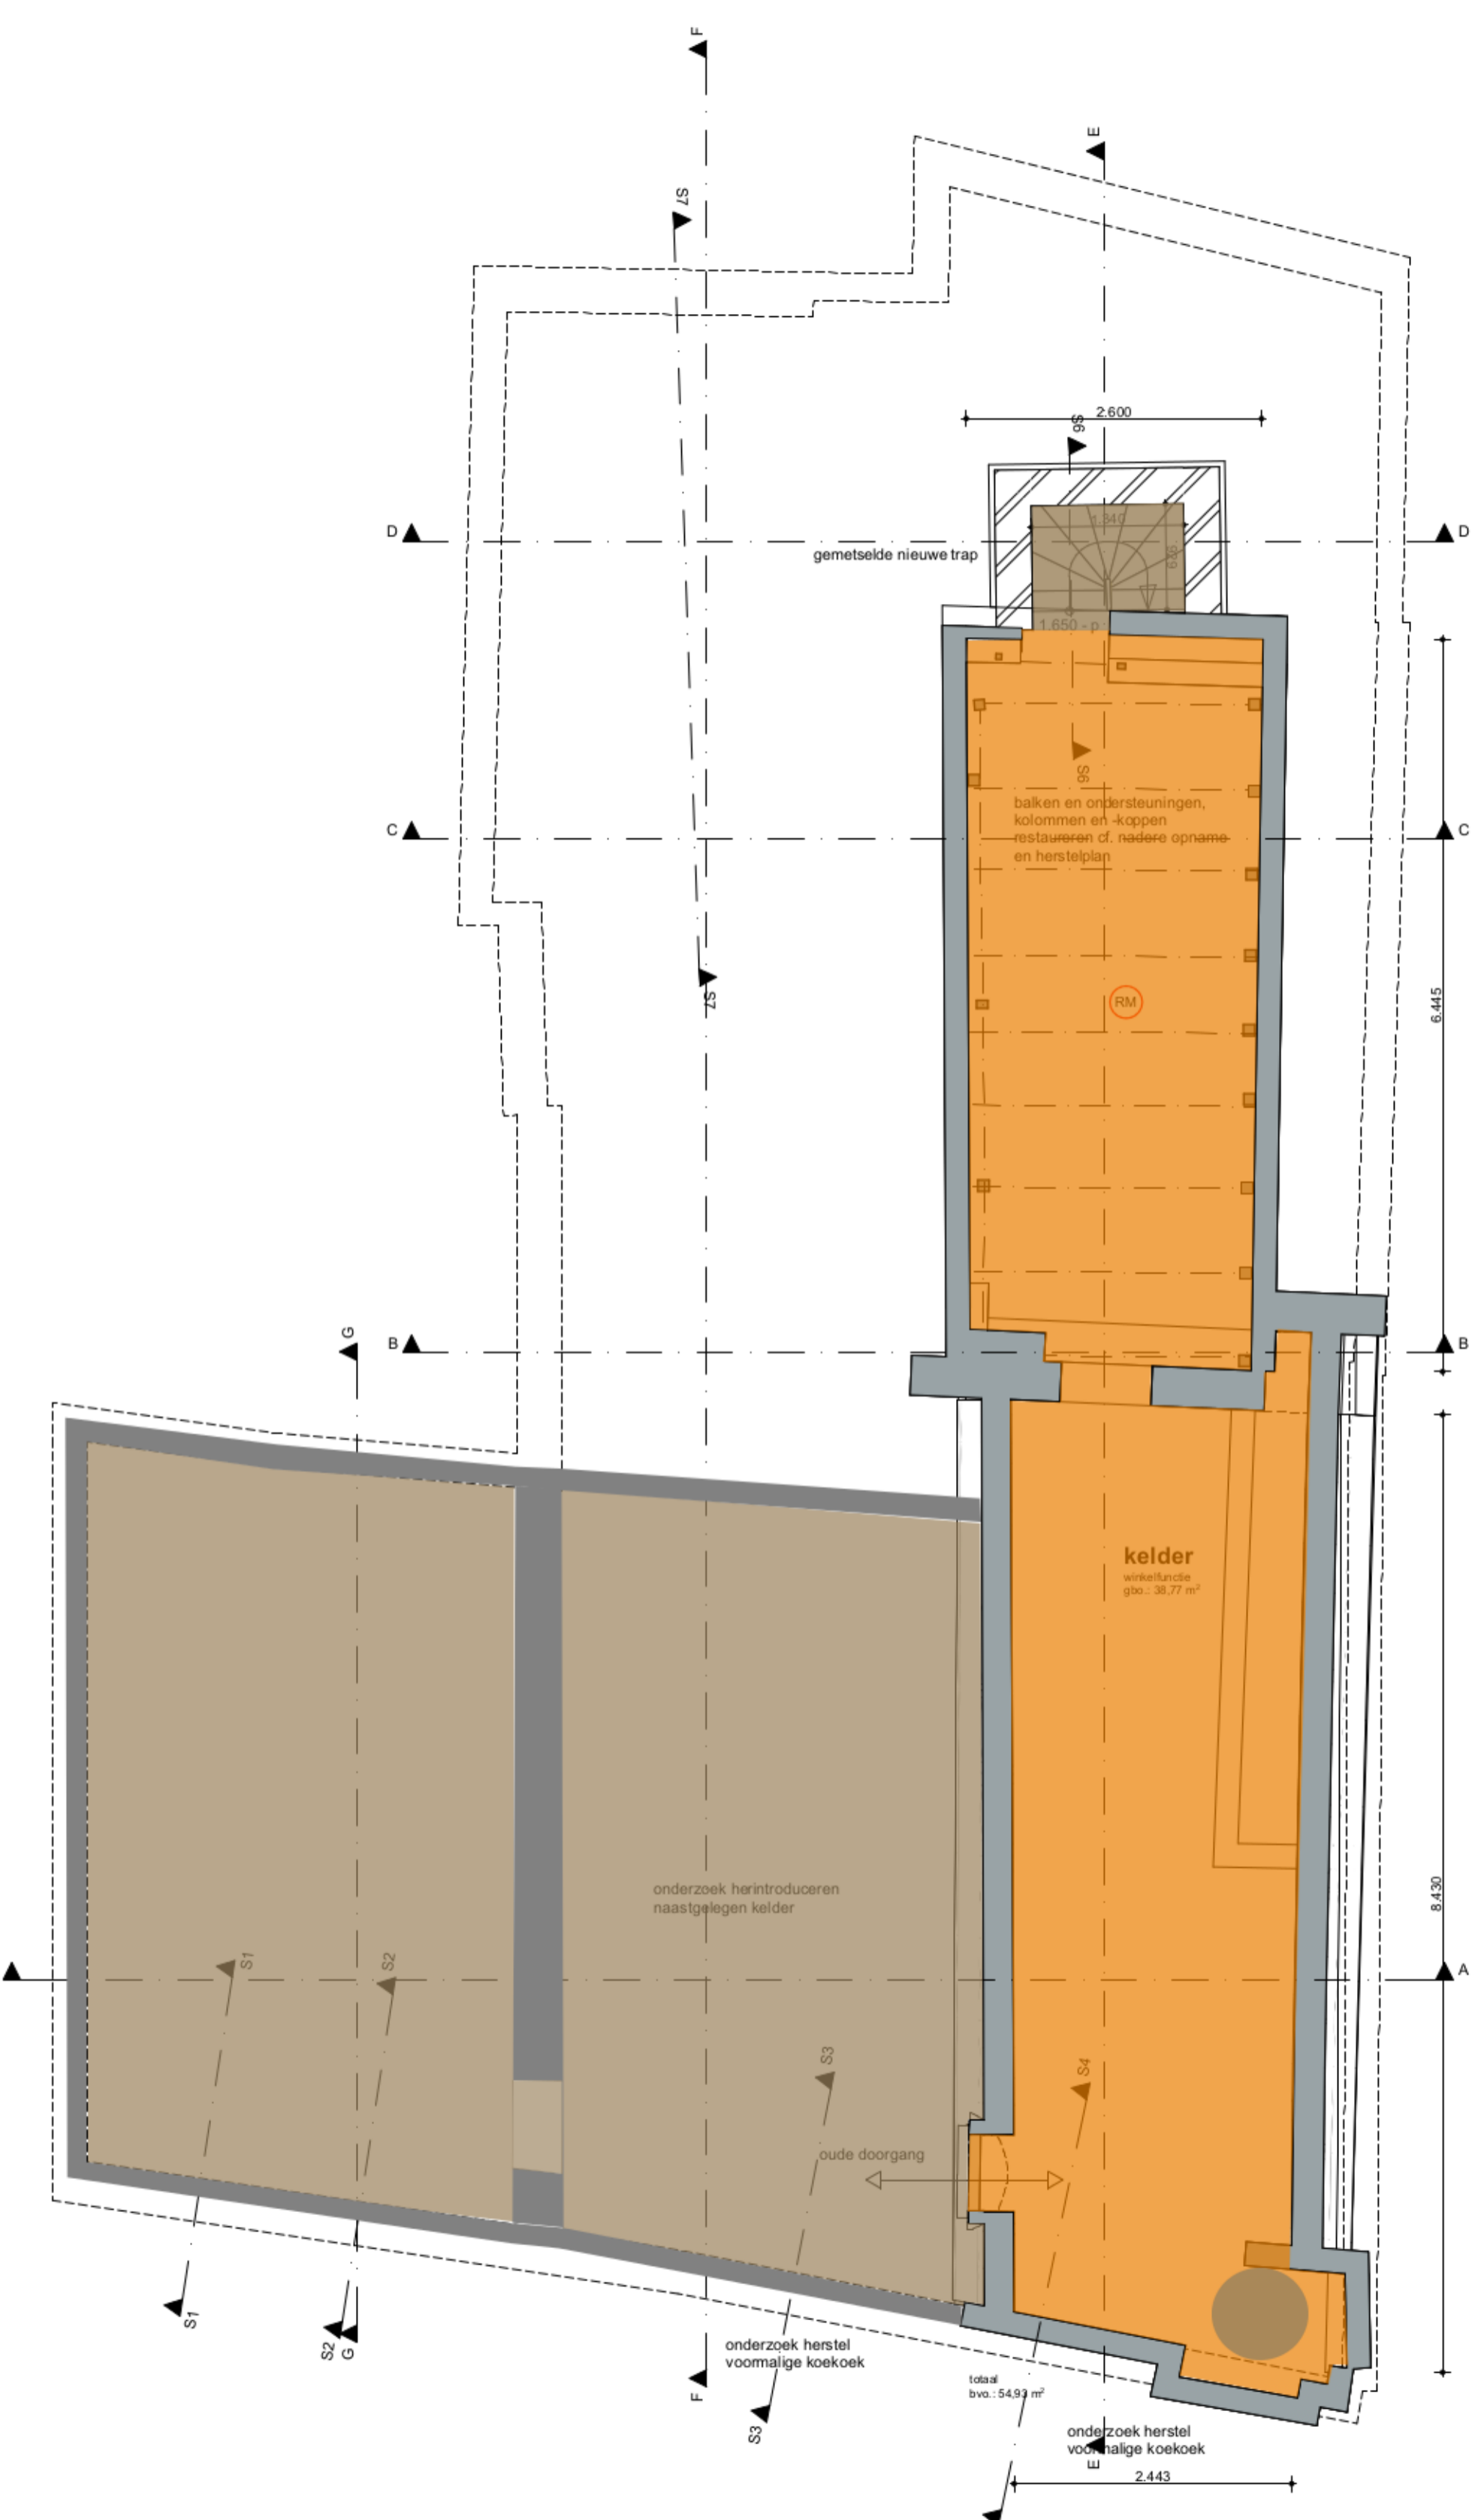 F
E
S7
2.600
S6
D
D
1.340
gemetselde nieuwe trap
1.650 - p
6.445
S6
balken en ondersteuningen,
kolommen en -koppen
restaureren cf. nadere opname
en herstelplan
C
C
S7
RM
G
B
B
kelder
winkelfunctie
gbo.: 38,77 m²
onderzoek herintroduceren
naastgelegen kelder
8.430
S1
S2
A
S3
S4
oude doorgang
S1
S2
G
onderzoek herstel
voormalige koekoek
F
S3
totaal
bvo.: 54,93 m²
onderzoek herstel
voormalige koekoek
E
2.443